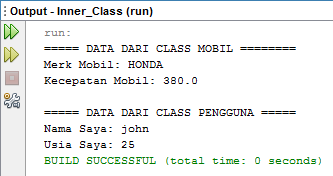 Output - Inner_Class (run)
run:
===== DATA DARI CLASS MOBIL ========
Merk Mobil: HONDA
Kecepatan Mobil: 380.0
===== DATA DARI CLASS PENGGUNA =====
Nama Saya: john
Usia Saya: 25
BUILD SUCCESSFUL (total time: 0 seconds)